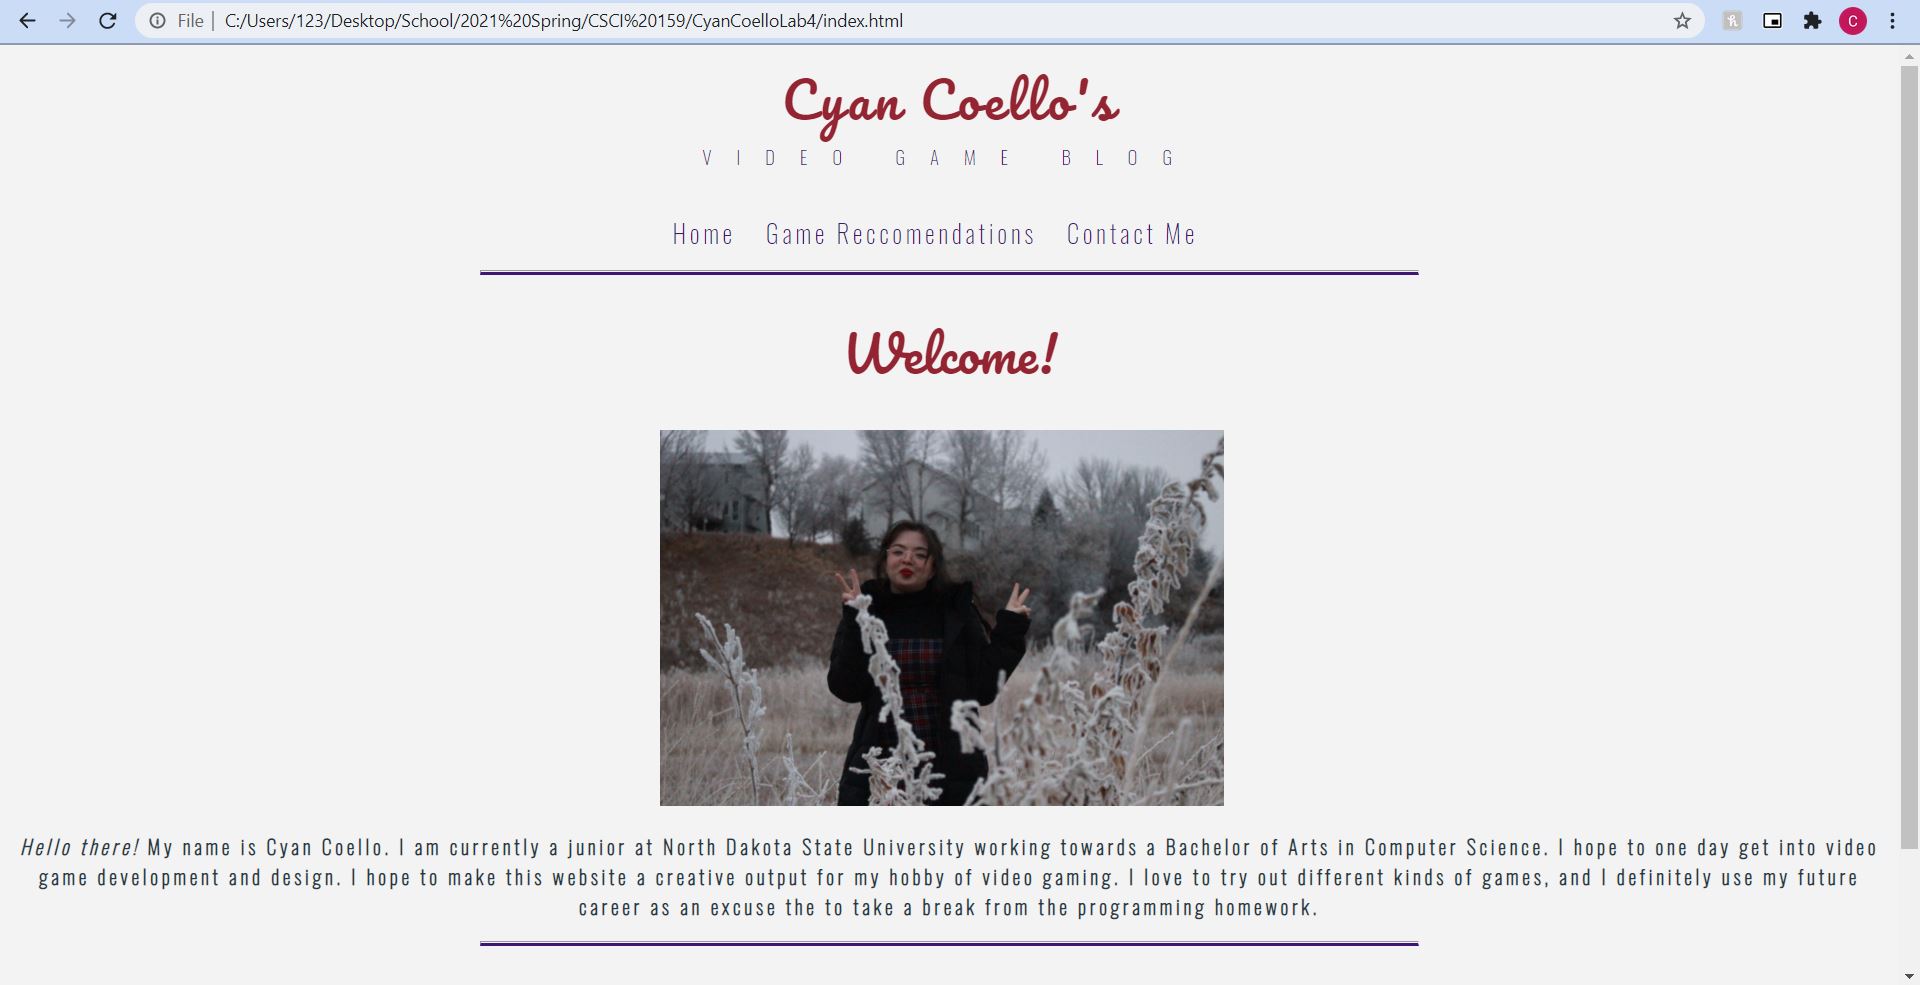 File | C:/Users/123/Desktop/School/2021%20Spring/CSCI%20159/CyanCoelloLab4/index.html
C
Cyan Coello's
VIDEO GAME BLOG
Home Game Reccomendations Contact Me
Welcome!
Hello there! My name is Cyan Coello. I am currently a junior at North Dakota State University working towards a Bachelor of Arts in Computer Science. I hope to one day get into video
game development and design. I hope to make this website a creative output for my hobby of video gaming. I love to try out different kinds of games, and I definitely use my future
career as an excuse the to take a break from the programming homework.